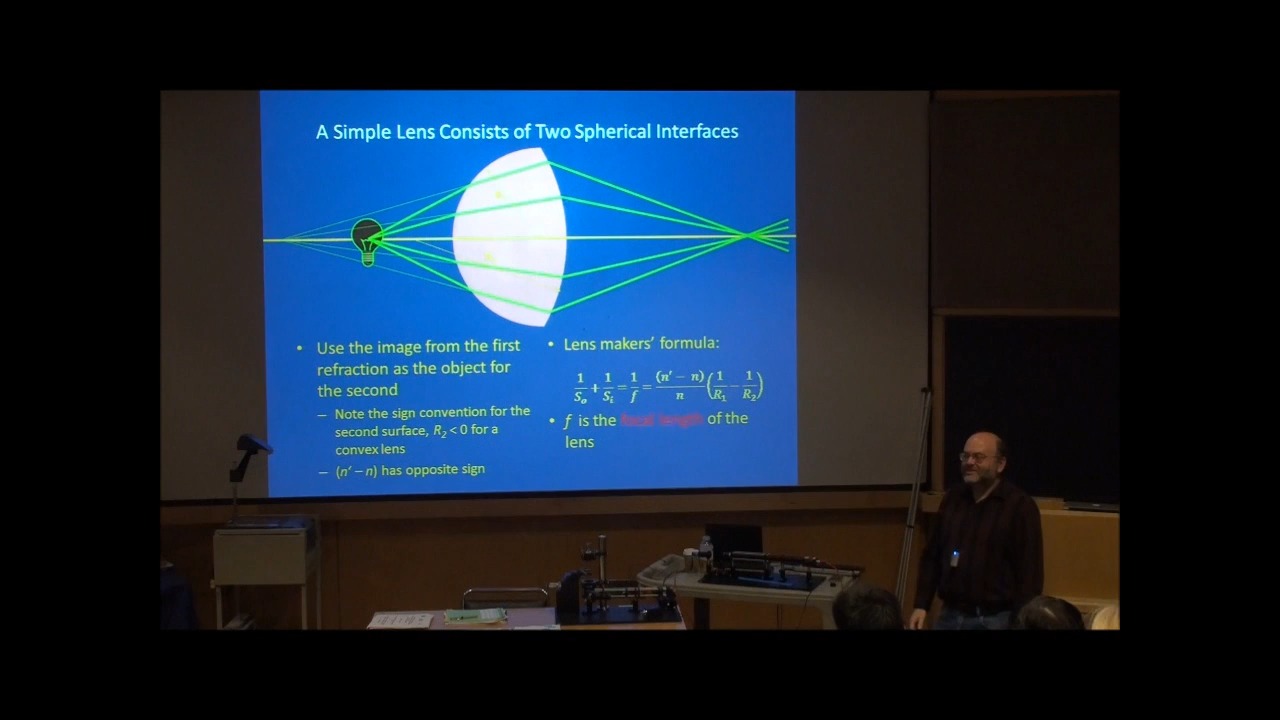 A Simple Lens Consists of Two Spherical Interfaces
• Use the image from the first
refraction as the object for
the second
– Note the sign convention for the
second surface, R₂ < 0 for a
convex lens
– (n′ – n) has opposite sign
• Lens makers’ formula:
1/Sₒ + 1/Sᵢ = 1/f = (n′ − n)/n (1/R₁ − 1/R₂)
• f is the focal length of the
lens